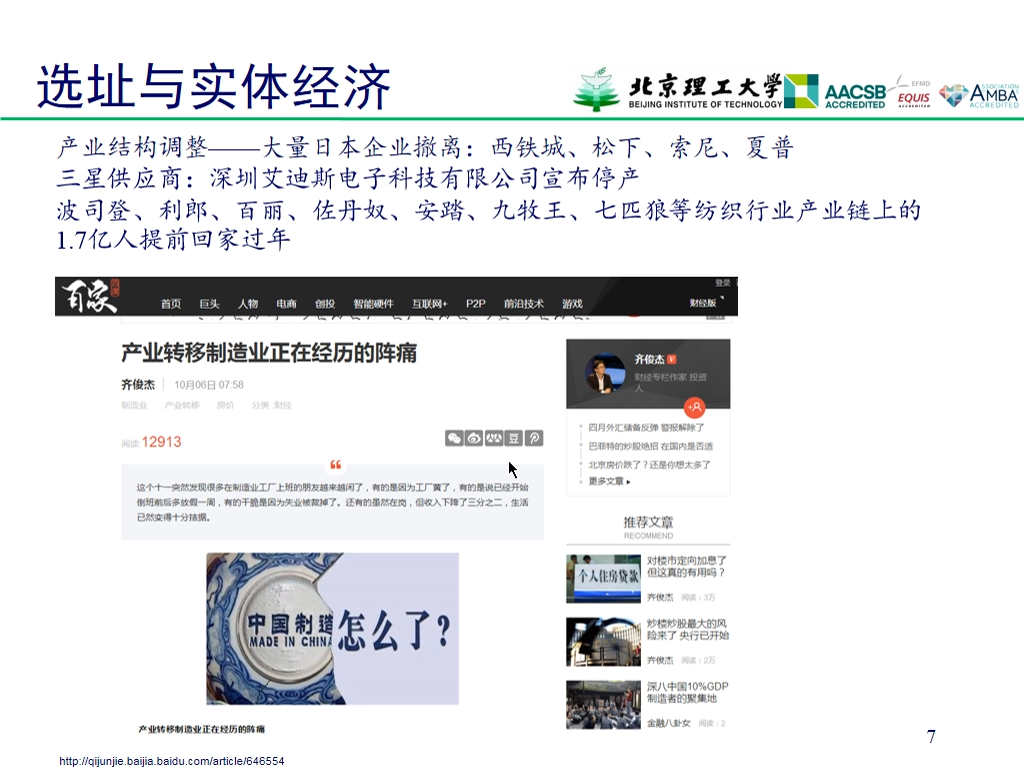 选址与实体经济
北京理工大学
BEIJING INSTITUTE OF TECHNOLOGY
AACSB
ACCREDITED
EFMD
EQUIS
ACCREDITED
ASSOCIATION
AMBA
ACCREDITED
产业结构调整——大量日本企业撤离：西铁城、松下、索尼、夏普
三星供应商：深圳艾迪斯电子科技有限公司宣布停产
波司登、利郎、百丽、佐丹奴、安踏、九牧王、七匹狼等纺织行业产业链上的
1.7亿人提前回家过年
百家
登录
首页 巨头 人物 电商 创投 智能硬件 互联网+ P2P 前沿技术 游戏
财经版
产业转移制造业正在经历的阵痛
齐俊杰 10月06日 07:58
制造业 产业转移 房价 分类:财经
阅读 12913
这个十一突然发现很多在制造业工厂上班的朋友越来越闲了，有的是因为工厂黄了，有的是说已经开始
倒班前后多放假一周，有的干脆是因为失业被裁掉了。还有的虽然在岗，但收入下降了三分之二，生活
已然变得十分拮据。
中国制造
MADE IN CHINA
怎么了?
产业转移制造业正在经历的阵痛
齐俊杰 V
财经专栏作家 投资
人
四月外汇储备反弹 警报解除了
巴菲特的炒股绝招 在国内是否适
北京房价跌了？还是你想太多了
更多文章
推荐文章
RECOMMEND
个人住房贷款
对楼市定向加息了
但这真的有用吗？
齐俊杰 阅读：3万
炒楼炒股最大的风
险来了 央行已开始
齐俊杰 阅读：2万
深八中国10%GDP
制造者的聚集地
金融八卦女 阅读：2
7
http://qijunjie.baijia.baidu.com/article/646554